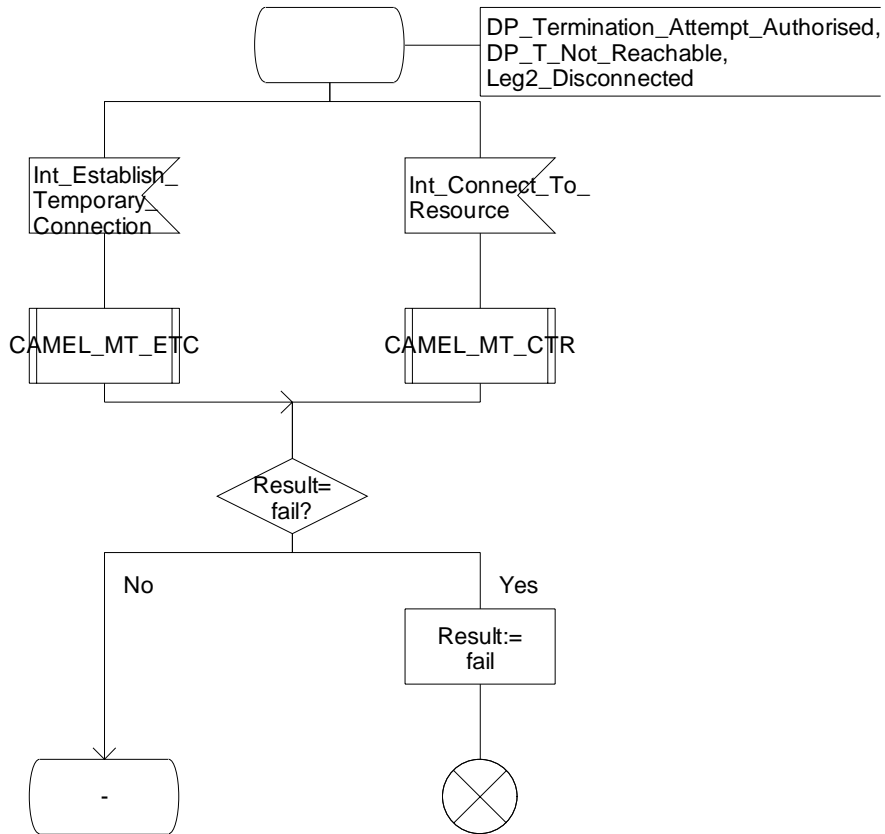 DP_Termination_Attempt_Authorised,
DP_T_Not_Reachable,
Leg2_Disconnected
Int_Establish_
Temporary_
Connection
Int_Connect_To_
Resource
CAMEL_MT_ETC
CAMEL_MT_CTR
Result=
fail?
No
Yes
Result:=
fail
-